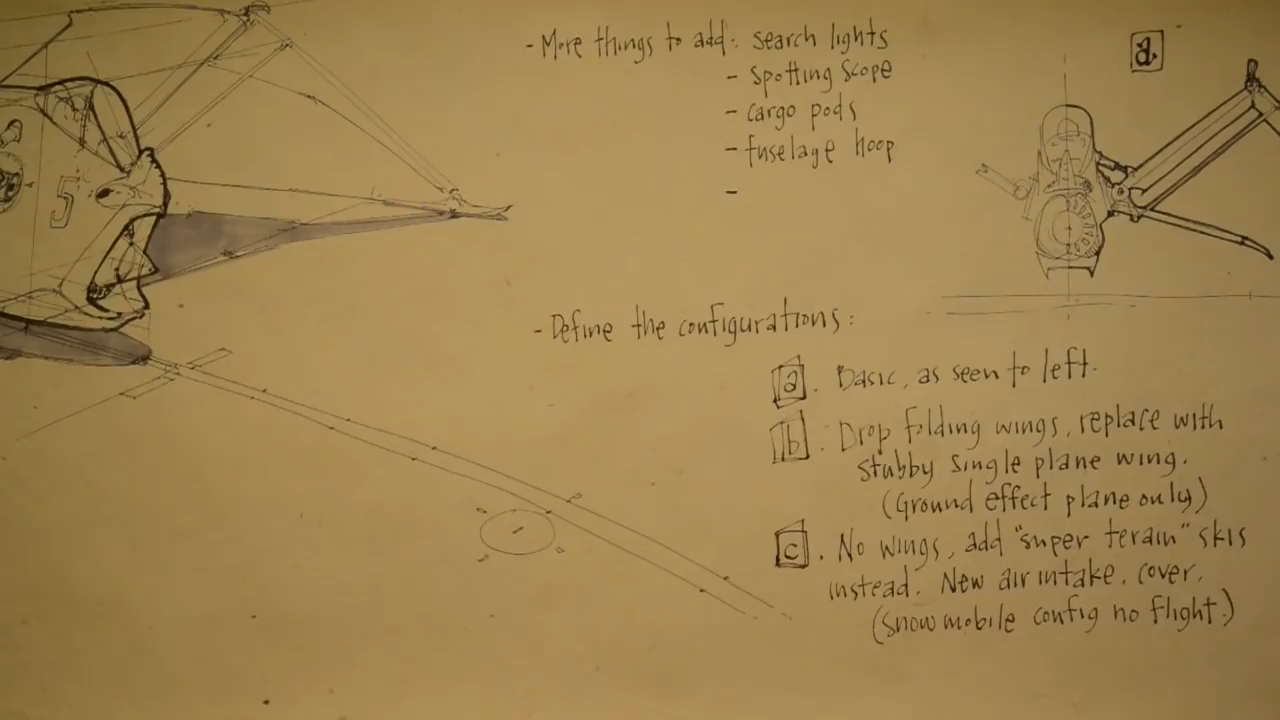 - More things to add: search lights
- spotting scope
- cargo pods
- fuselage hoop
-
a.
5
- Define the configurations:
a. Basic, as seen to left.
b. Drop folding wings, replace with
stubby single plane wing.
(Ground effect plane only)
c. No wings, add "super terain" skis
instead. New air intake, cover.
(snow mobile config no flight.)